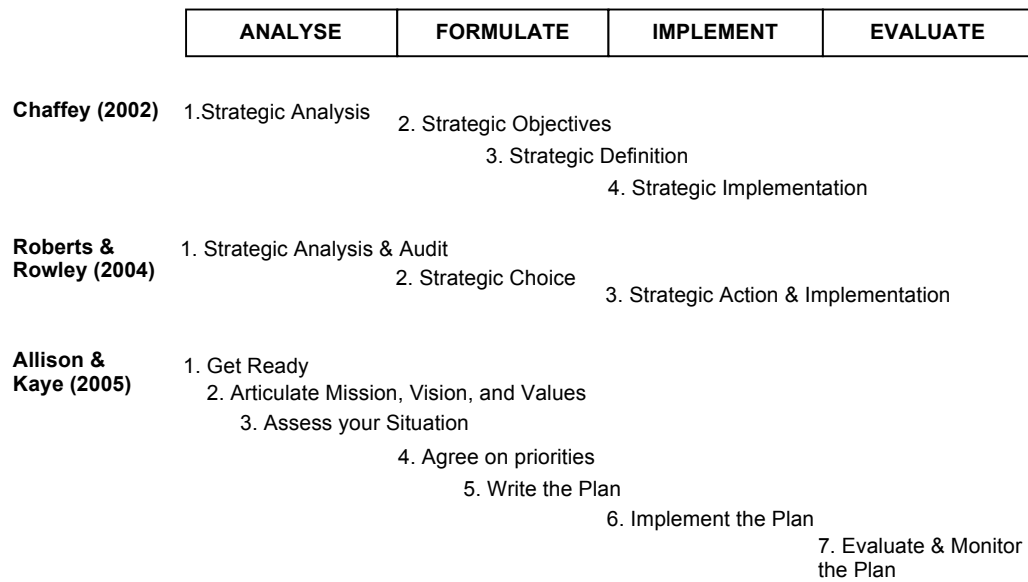 ANALYSE FORMULATE IMPLEMENT EVALUATE
Chaffey (2002) 1.Strategic Analysis
2. Strategic Objectives
3. Strategic Definition
4. Strategic Implementation
Roberts &
Rowley (2004)
1. Strategic Analysis & Audit
2. Strategic Choice
3. Strategic Action & Implementation
Allison &
Kaye (2005)
1. Get Ready
2. Articulate Mission, Vision, and Values
3. Assess your Situation
4. Agree on priorities
5. Write the Plan
6. Implement the Plan
7. Evaluate & Monitor
the Plan